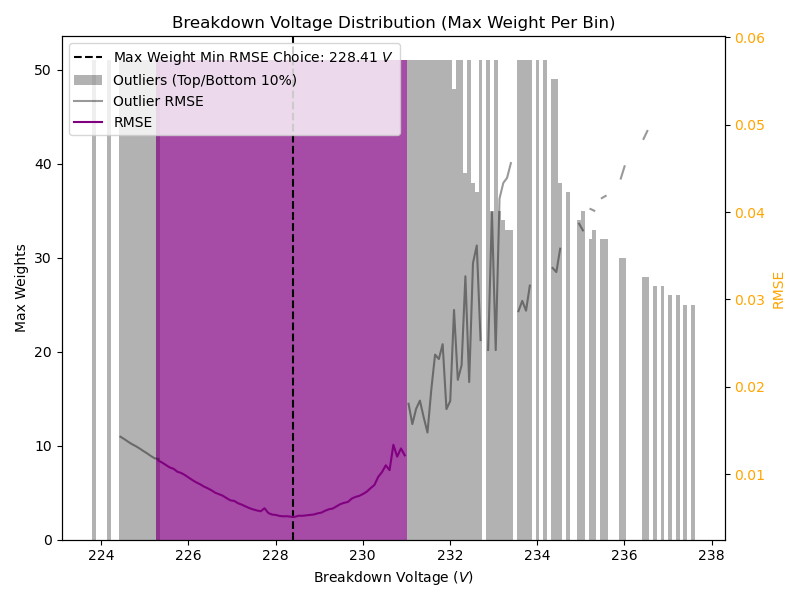 Breakdown Voltage Distribution (Max Weight Per Bin)
Max Weight Min RMSE Choice: 228.41 V
Outliers (Top/Bottom 10%)
Outlier RMSE
RMSE
Max Weights
50
40
30
20
10
0
0.06
0.05
0.04
0.03
0.02
0.01
RMSE
224 226 228 230 232 234 236 238
Breakdown Voltage (V)